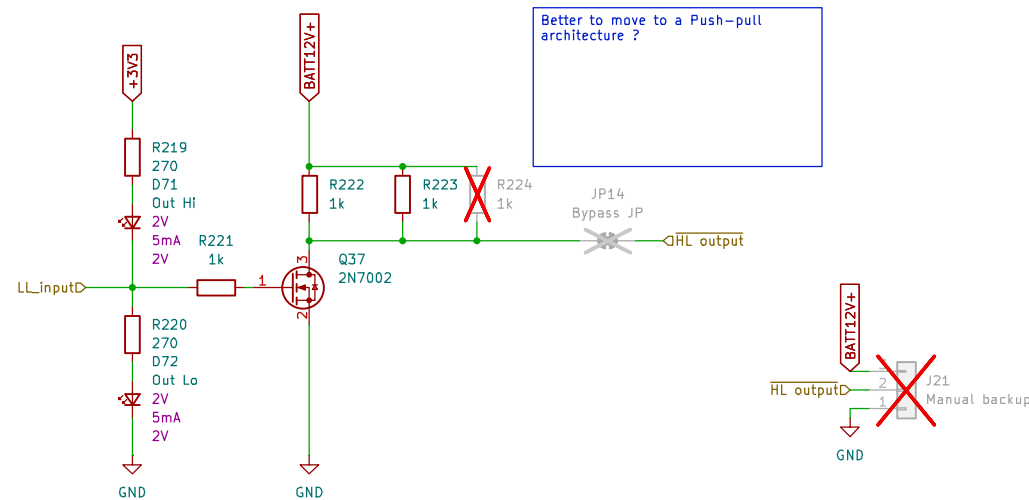 Better to move to a Push-pull
architecture ?
+3V3
BATT12V+
R219
270
D71
Out Hi
2V
5mA
2V
R222
1k
R223
1k
R224
1k
JP14
Bypass JP
HL output
R221
1k
3
1
2
Q37
2N7002
LL_input
R220
270
D72
Out Lo
2V
5mA
2V
GND
GND
BATT12V+
HL output
2
1
J21
Manual backup
GND